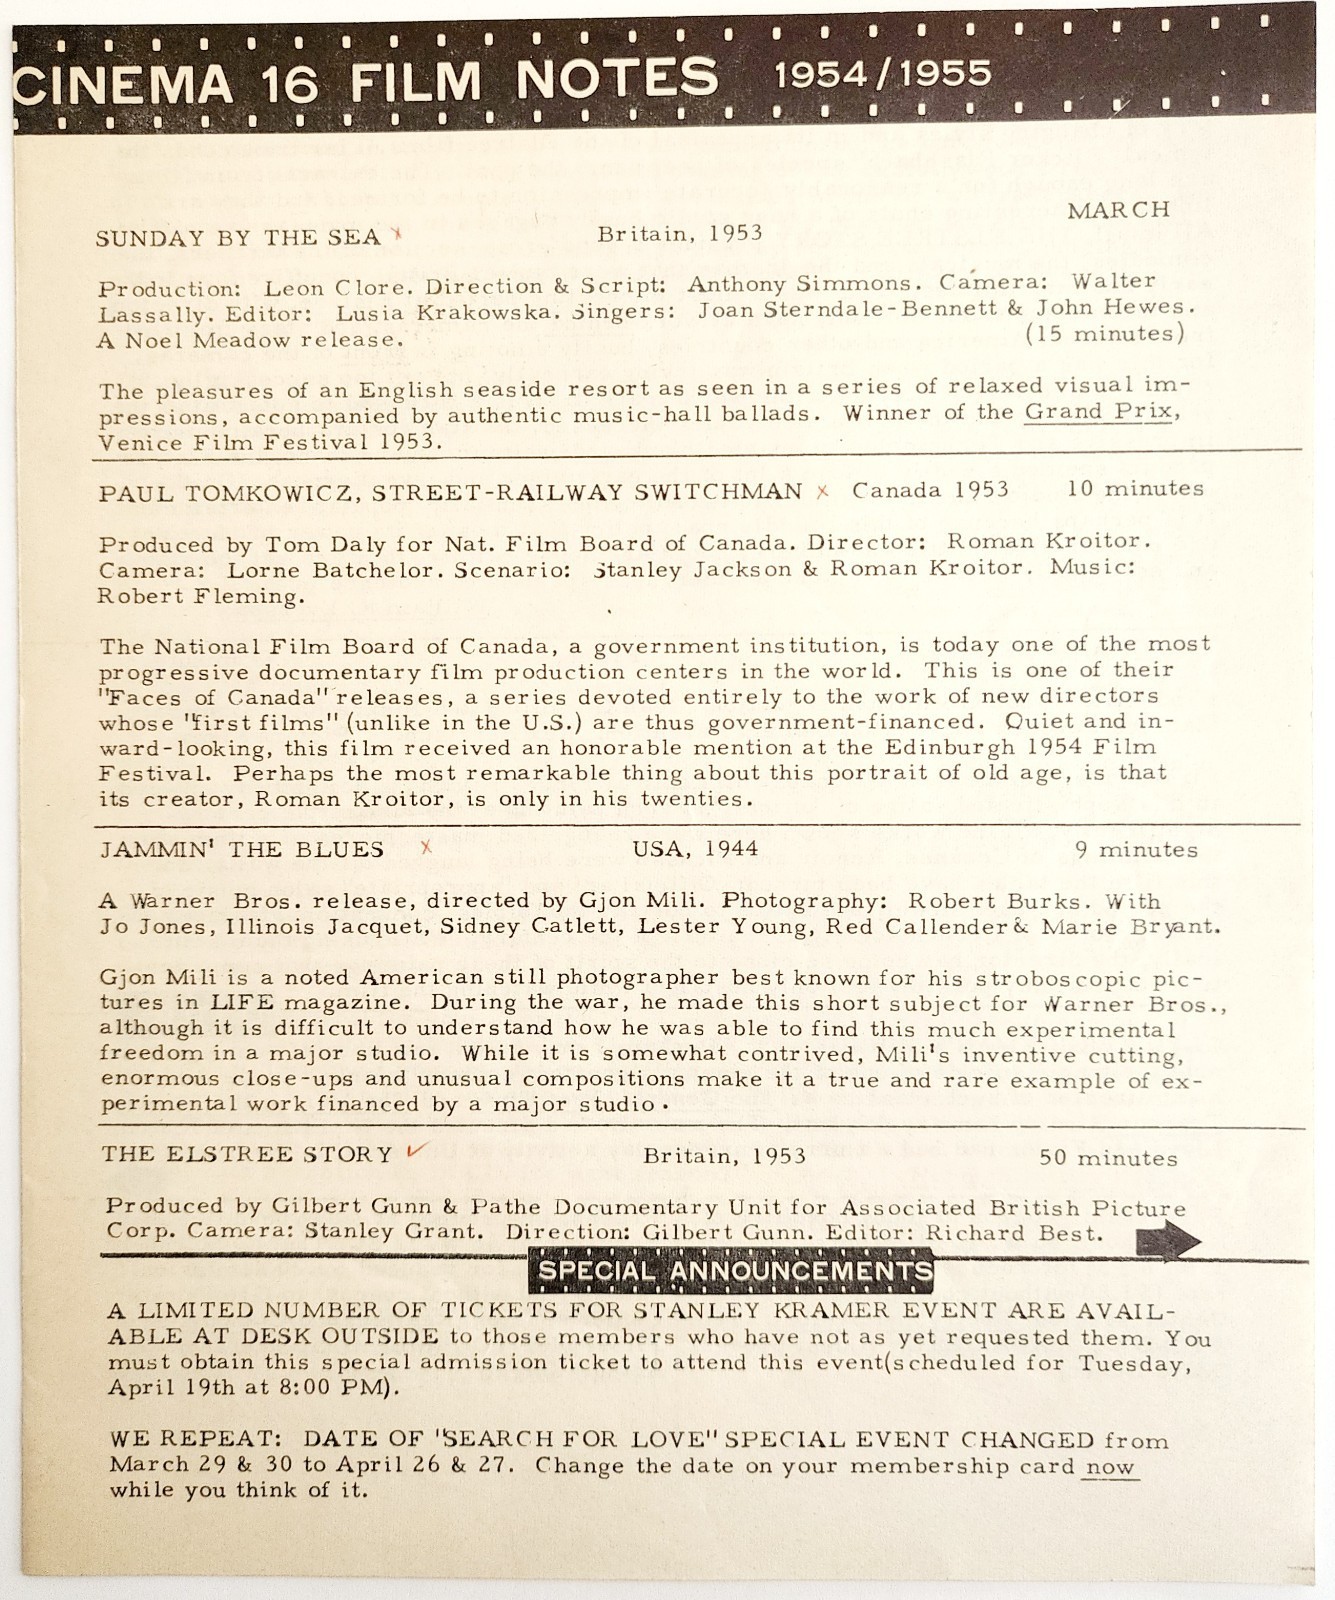 CINEMA 16 FILM NOTES 1954/1955
MARCH
SUNDAY BY THE SEA x Britain, 1953
Production: Leon Clore. Direction & Script: Anthony Simmons. Camera: Walter
Lassally. Editor: Lusia Krakowska. Singers: Joan Sterndale-Bennett & John Hewes.
A Noel Meadow release. (15 minutes)
The pleasures of an English seaside resort as seen in a series of relaxed visual im-
pressions, accompanied by authentic music-hall ballads. Winner of the Grand Prix,
Venice Film Festival 1953.
PAUL TOMKOWICZ, STREET-RAILWAY SWITCHMAN x Canada 1953 10 minutes
Produced by Tom Daly for Nat. Film Board of Canada. Director: Roman Kroitor.
Camera: Lorne Batchelor. Scenario: Stanley Jackson & Roman Kroitor. Music:
Robert Fleming.
The National Film Board of Canada, a government institution, is today one of the most
progressive documentary film production centers in the world. This is one of their
"Faces of Canada" releases, a series devoted entirely to the work of new directors
whose "first films" (unlike in the U.S.) are thus government-financed. Quiet and in-
ward-looking, this film received an honorable mention at the Edinburgh 1954 Film
Festival. Perhaps the most remarkable thing about this portrait of old age, is that
its creator, Roman Kroitor, is only in his twenties.
JAMMIN' THE BLUES x USA, 1944 9 minutes
A Warner Bros. release, directed by Gjon Mili. Photography: Robert Burks. With
Jo Jones, Illinois Jacquet, Sidney Catlett, Lester Young, Red Callender & Marie Bryant.
Gjon Mili is a noted American still photographer best known for his stroboscopic pic-
tures in LIFE magazine. During the war, he made this short subject for Warner Bros.,
although it is difficult to understand how he was able to find this much experimental
freedom in a major studio. While it is somewhat contrived, Mili's inventive cutting,
enormous close-ups and unusual compositions make it a true and rare example of ex-
perimental work financed by a major studio.
THE ELSTREE STORY ✓ Britain, 1953 50 minutes
Produced by Gilbert Gunn & Pathe Documentary Unit for Associated British Picture
Corp. Camera: Stanley Grant. Direction: Gilbert Gunn. Editor: Richard Best.
SPECIAL ANNOUNCEMENTS
A LIMITED NUMBER OF TICKETS FOR STANLEY KRAMER EVENT ARE AVAIL-
ABLE AT DESK OUTSIDE to those members who have not as yet requested them. You
must obtain this special admission ticket to attend this event(scheduled for Tuesday,
April 19th at 8:00 PM).
WE REPEAT: DATE OF "SEARCH FOR LOVE" SPECIAL EVENT CHANGED from
March 29 & 30 to April 26 & 27. Change the date on your membership card now
while you think of it.